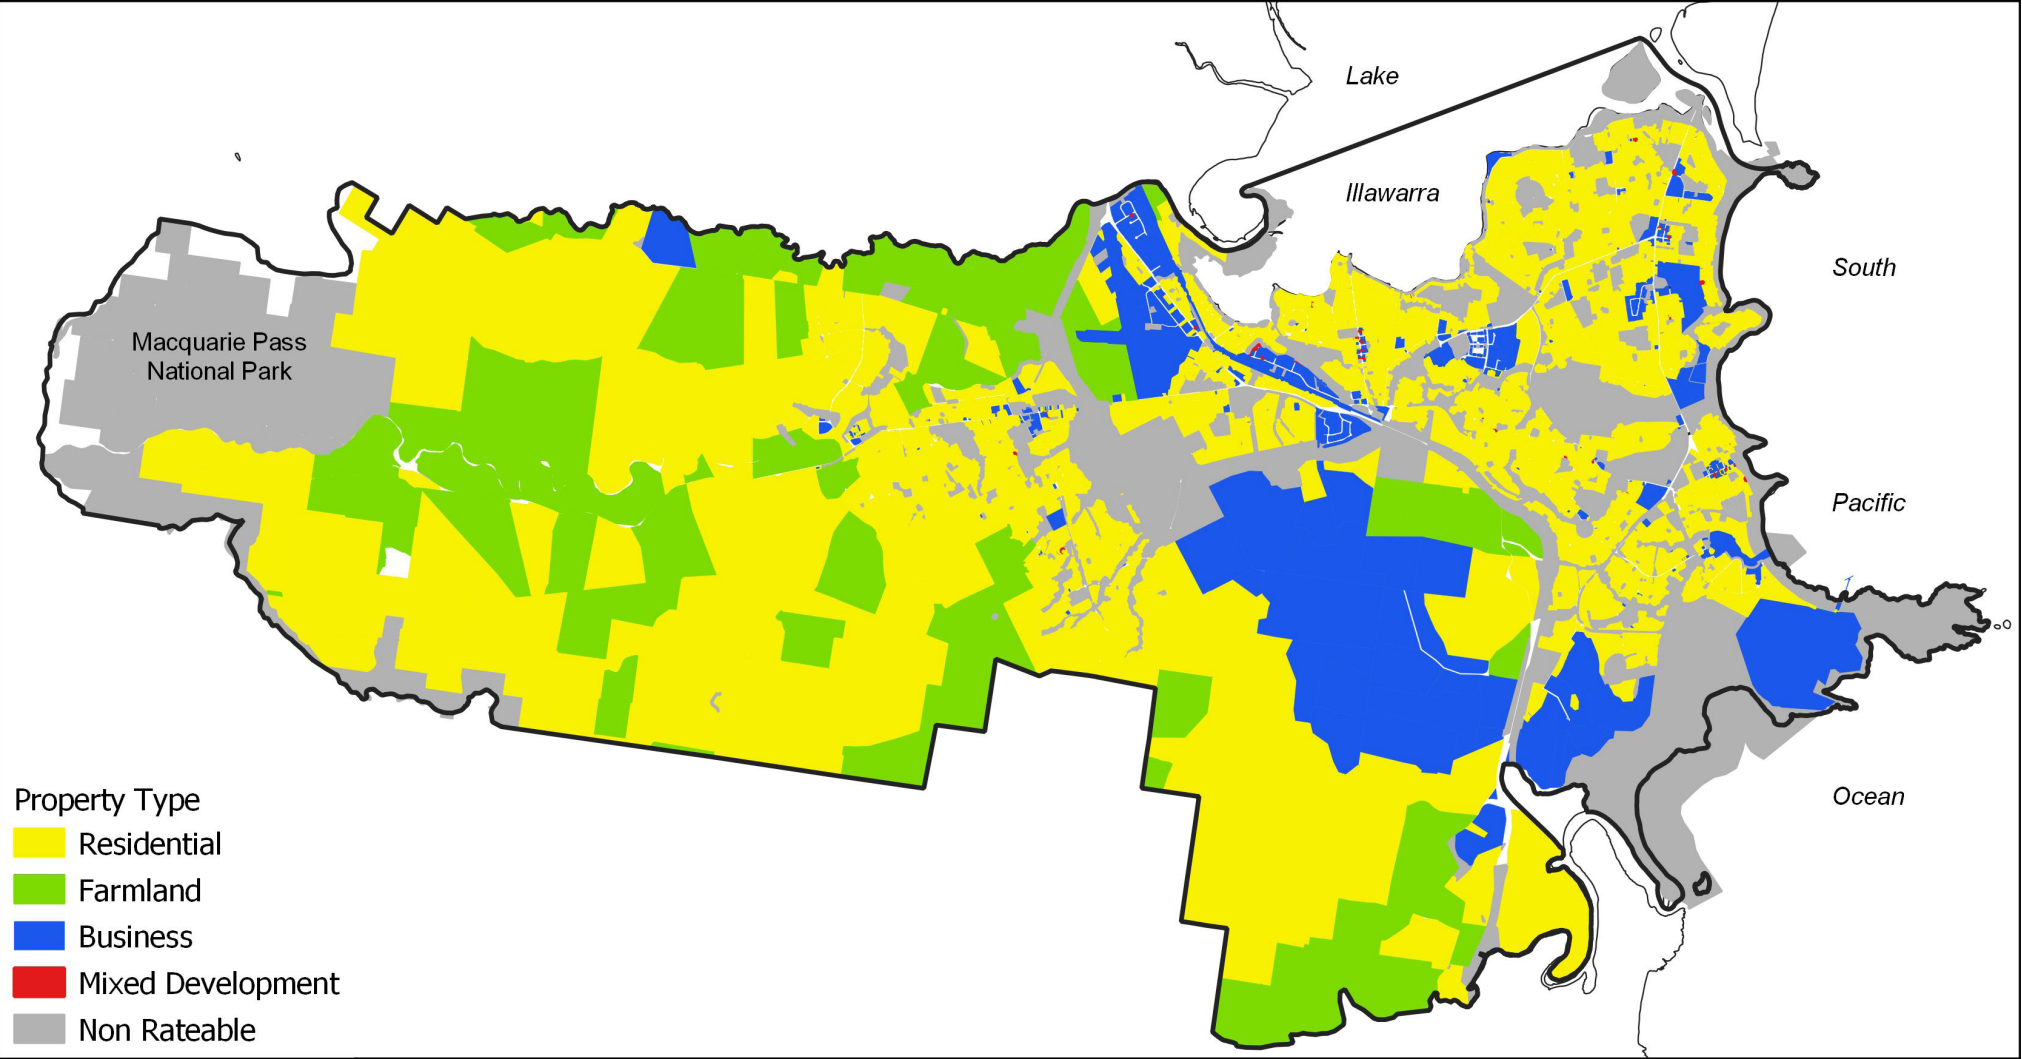 Lake
Illawarra
South
Macquarie Pass
National Park
Pacific
Ocean
Property Type
Residential
Farmland
Business
Mixed Development
Non Rateable